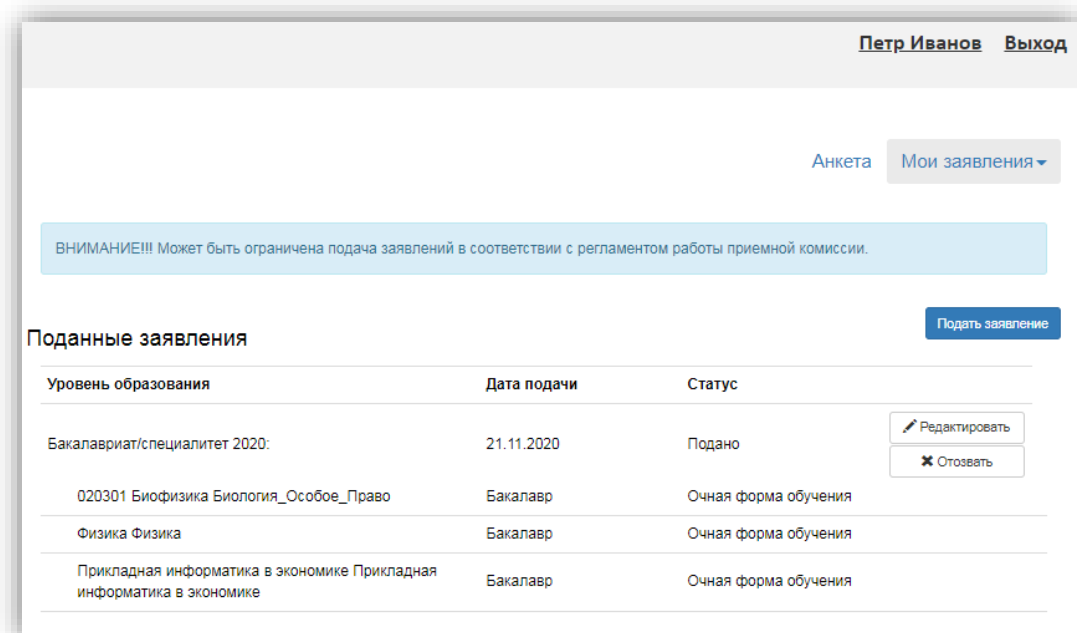 Петр Иванов Выход
Анкета Мои заявления
ВНИМАНИЕ!!! Может быть ограничена подача заявлений в соответствии с регламентом работы приемной комиссии.
Подать заявление
Поданные заявления
Уровень образования Дата подачи Статус
Бакалавриат/специалитет 2020: 21.11.2020 Подано Редактировать
Отозвать
020301 Биофизика Биология_Особое_Право Бакалавр Очная форма обучения
Физика Физика Бакалавр Очная форма обучения
Прикладная информатика в экономике Прикладная
информатика в экономике Бакалавр Очная форма обучения